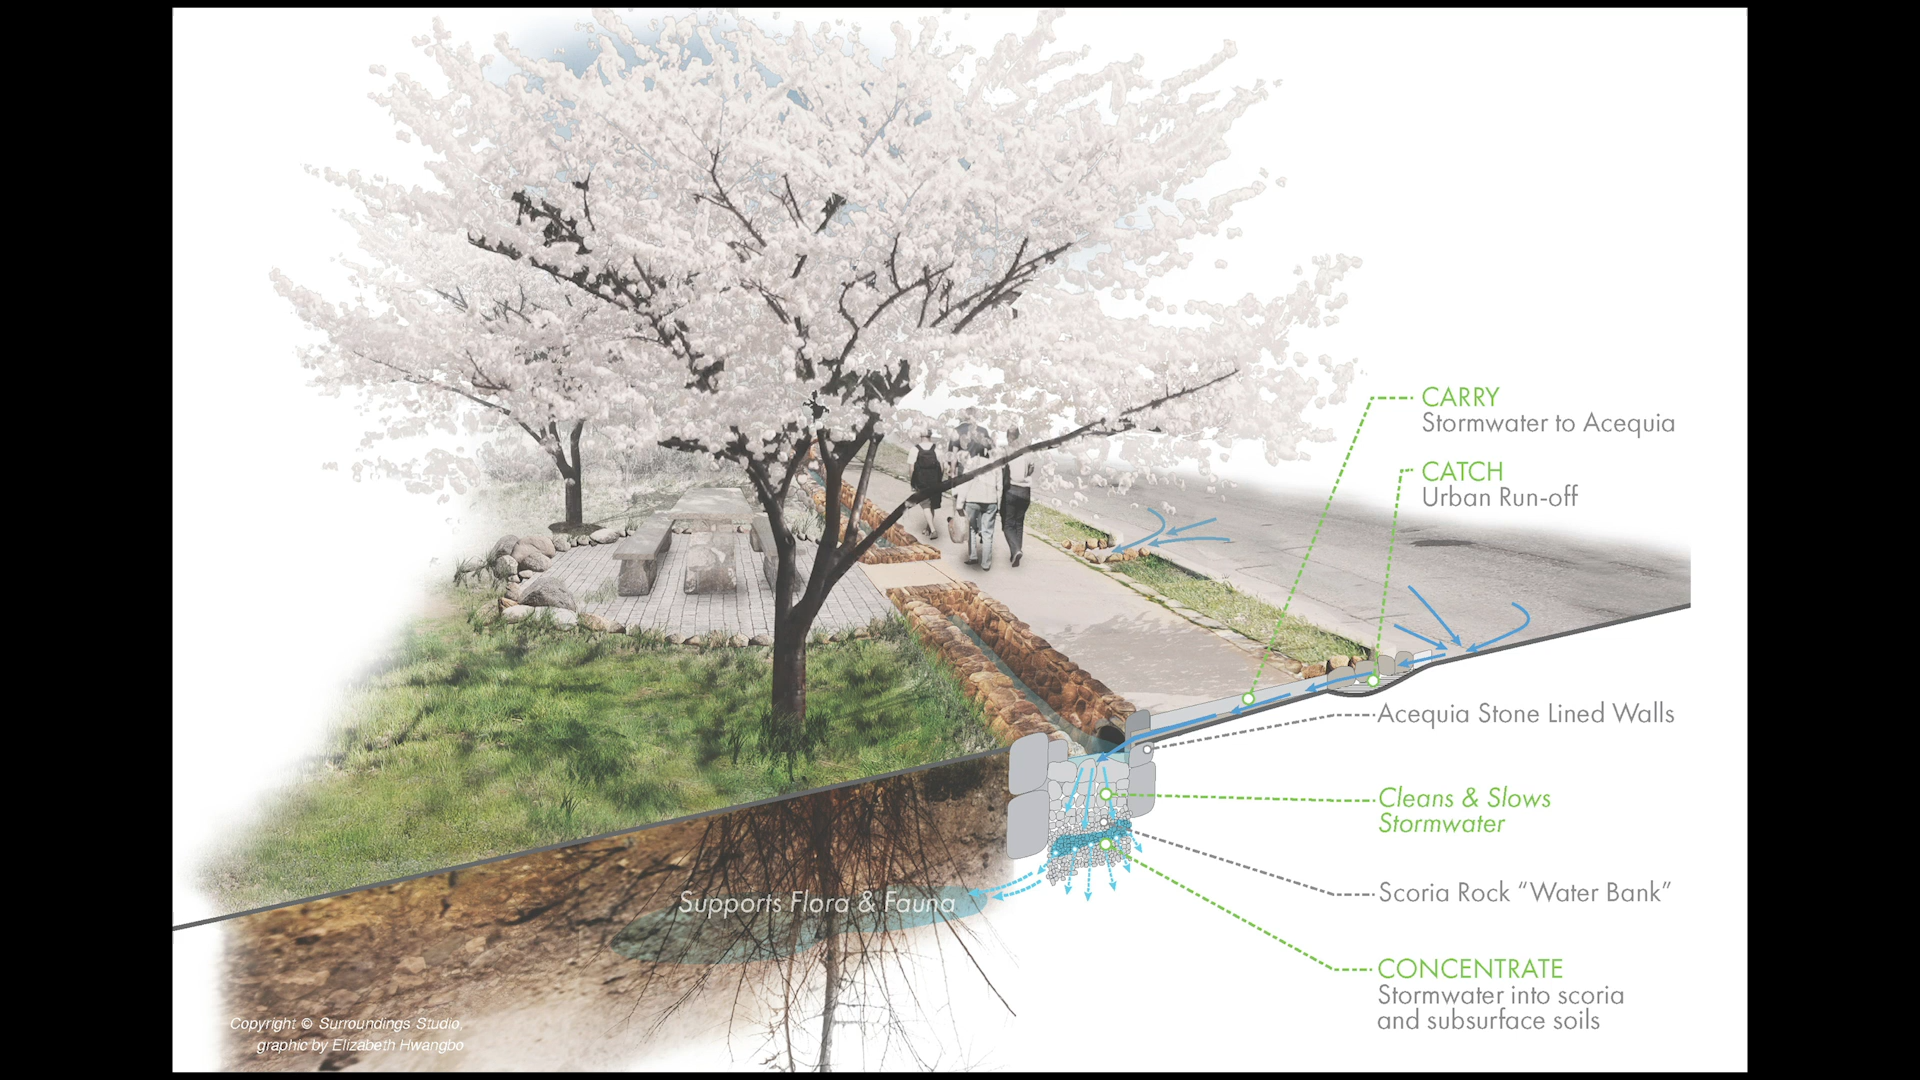 CARRY
Stormwater to Acequia
CATCH
Urban Run-off
Acequia Stone Lined Walls
Cleans & Slows
Stormwater
Scoria Rock “Water Bank”
Supports Flora & Fauna
CONCENTRATE
Stormwater into scoria
and subsurface soils
Copyright © Surroundings Studio,
graphic by Elizabeth Hwangbo